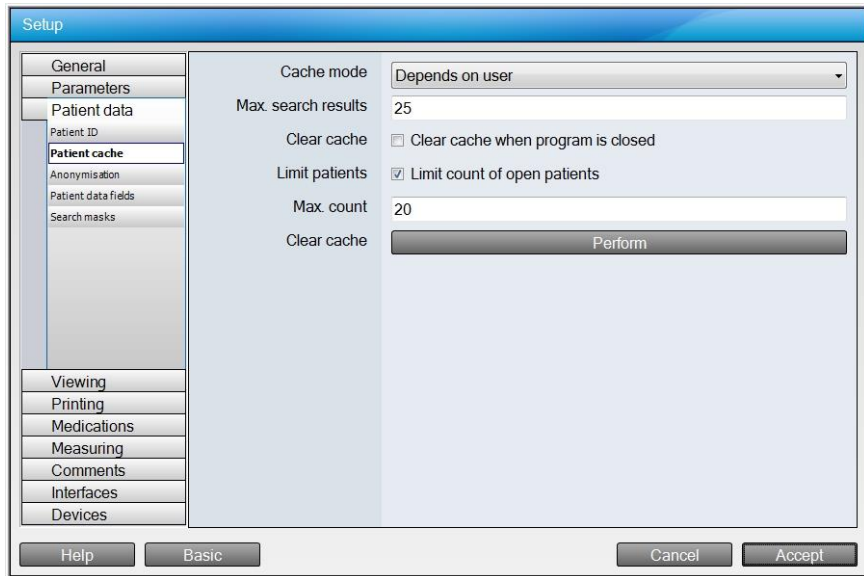 Setup
General
Parameters
Patient data
Patient ID
Patient cache
Anonymisation
Patient data fields
Search masks
Viewing
Printing
Medications
Measuring
Comments
Interfaces
Devices
Cache mode Depends on user
Max. search results 25
Clear cache Clear cache when program is closed
Limit patients Limit count of open patients
Max. count 20
Clear cache Perform
Help Basic Cancel Accept